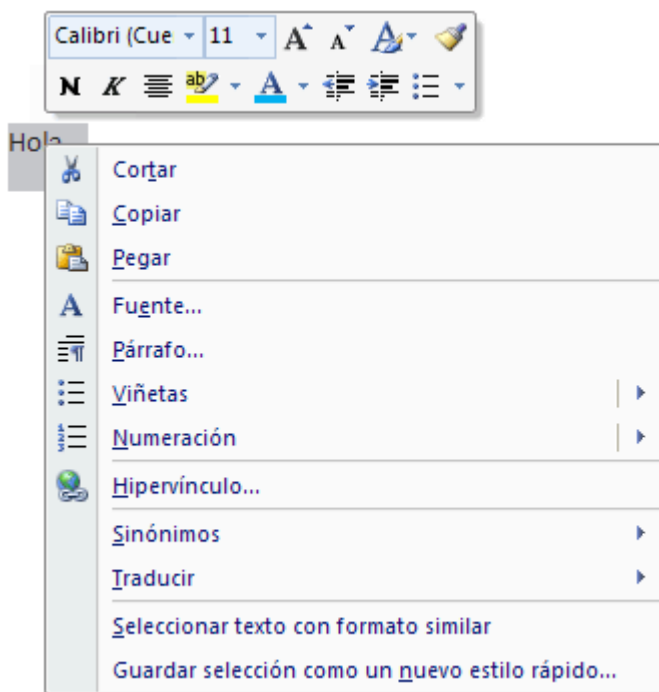 Calibri (Cue 11
N K
Hola
Cortar
Copiar
Pegar
Fuente...
Párrafo...
Viñetas
Numeración
Hipervínculo...
Sinónimos
Traducir
Seleccionar texto con formato similar
Guardar selección como un nuevo estilo rápido...